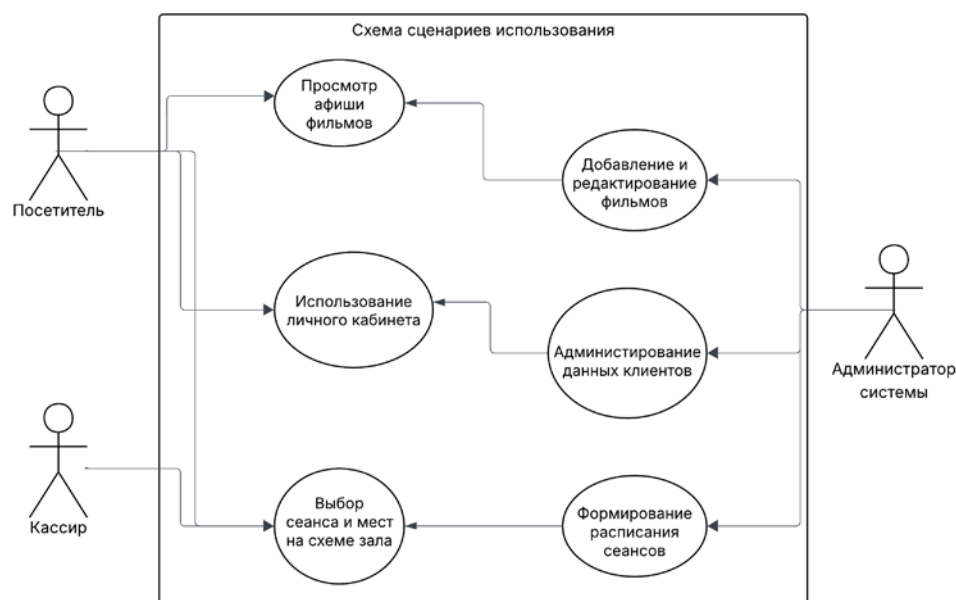 Схема сценариев использования
Просмотр
афиши
фильмов
Добавление и
редактирование
фильмов
Посетитель
Использование
личного кабинета
Администирование
данных клиентов
Администратор
системы
Кассир
Выбор
сеанса и мест
на схеме зала
Формирование
расписания
сеансов